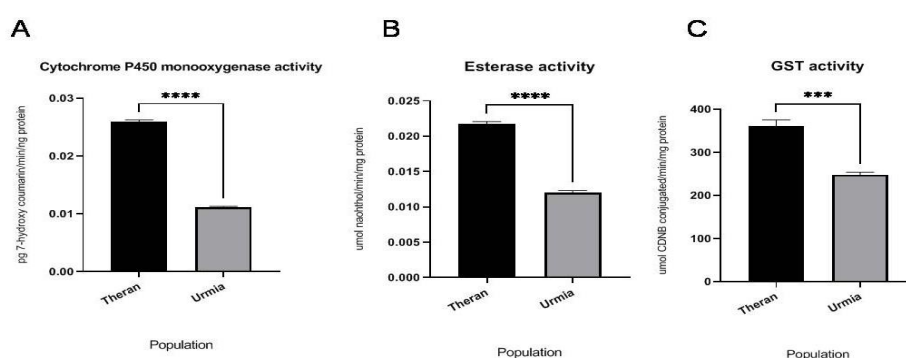 A
Cytochrome P450 monooxygenase activity
pg 7-hydroxy coumarin/min/ng protein
0.03
0.02
0.01
0.00
****
Theran
Urmia
Population
B
Esterase activity
umol naohthol/min/mg protein
0.025
0.020
0.015
0.010
0.005
0.000
****
Theran
Urmia
Population
C
GST activity
umol CDNB conjugated/min/mg protein
400
300
200
100
0
***
Theran
Urmia
Population